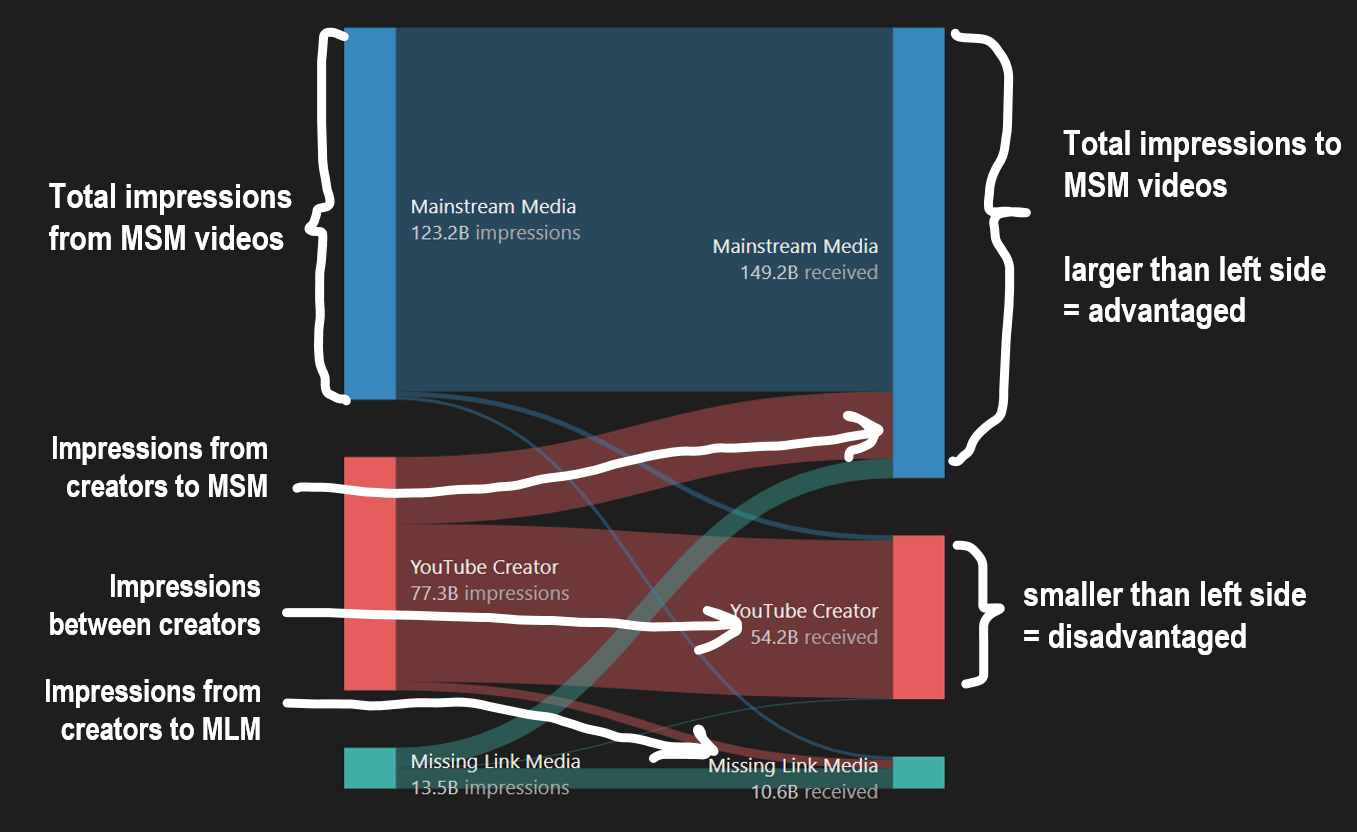 Total impressions
from MSM videos
Mainstream Media
123.2B impressions
Mainstream Media
149.2B received
Total impressions to
MSM videos
larger than left side
= advantaged
Impressions from
creators to MSM
YouTube Creator
77.3B impressions
Impressions
between creators
YouTube Creator
54.2B received
smaller than left side
= disadvantaged
Impressions from
creators to MLM
Missing Link Media
13.5B impressions
Missing Link Media
10.6B received